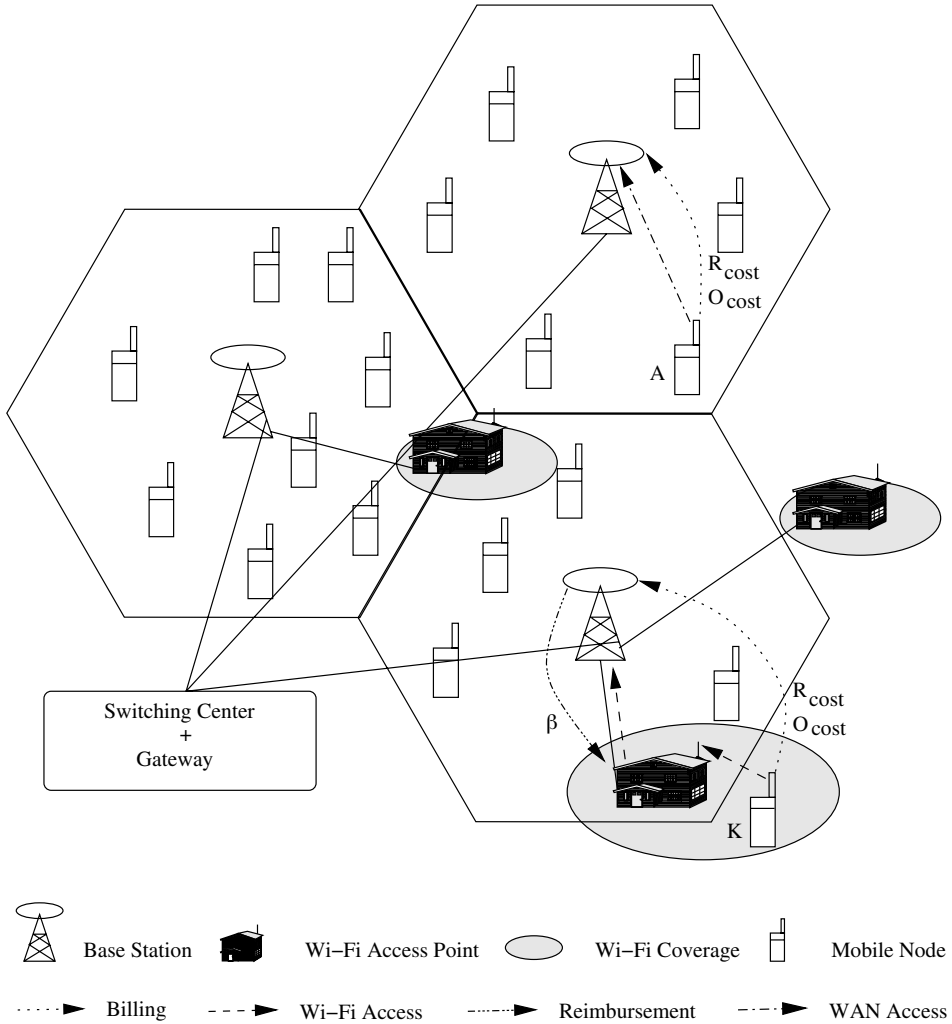 R_cost
O_cost
A
R_cost
O_cost
β
K
Switching Center
+
Gateway
Base Station
Wi−Fi Access Point
Wi−Fi Coverage
Mobile Node
Billing
Wi−Fi Access
Reimbursement
WAN Access